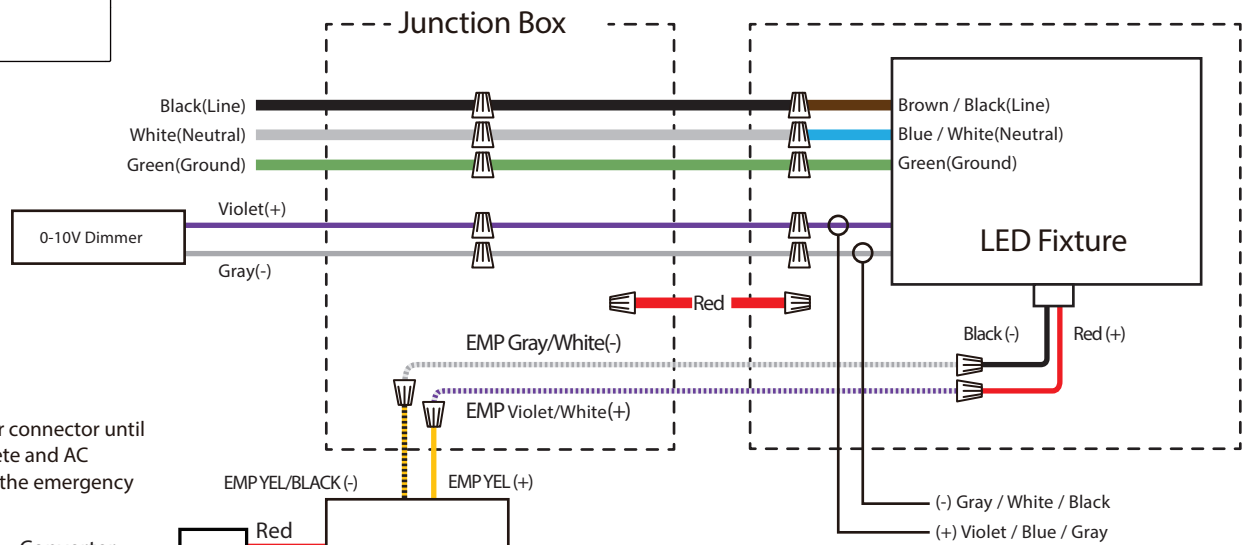 Junction Box
Black(Line)
Brown / Black(Line)
White(Neutral)
Blue / White(Neutral)
Green(Ground)
Green(Ground)
Violet(+)
0-10V Dimmer
LED Fixture
Gray(-)
Red
Black (-)
Red (+)
EMP Gray/White(-)
EMP Violet/White(+)
r connector until
ete and AC
the emergency
EMP YEL/BLACK (-)
EMP YEL (+)
(-) Gray / White / Black
Red
(+) Violet / Blue / Gray